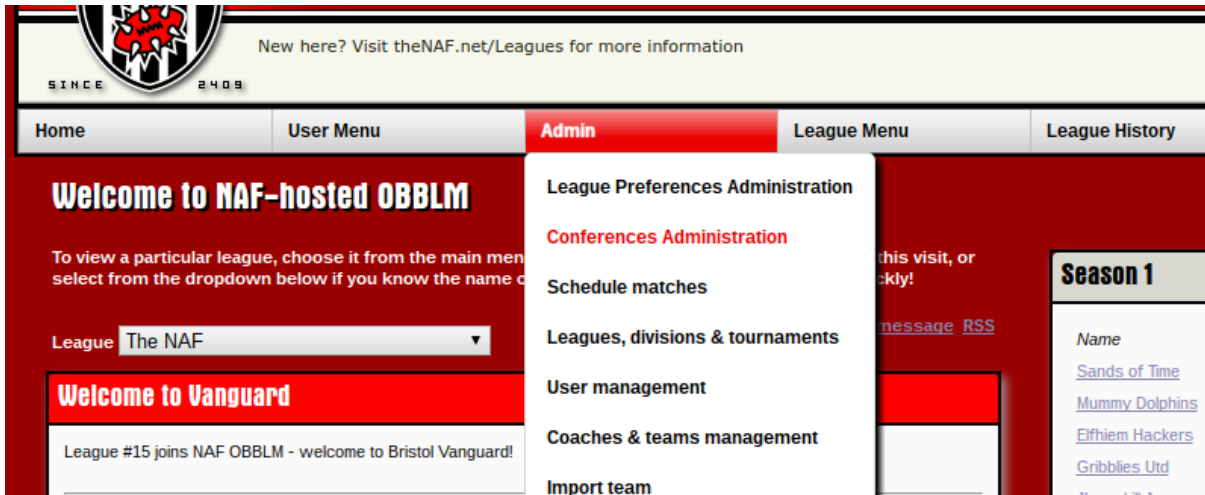 New here? Visit theNAF.net/Leagues for more information
SINCE 2409
Home User Menu Admin League Menu League History
Welcome to NAF-hosted OBBLM
League Preferences Administration
Conferences Administration
To view a particular league, choose it from the main men this visit, or
select from the dropdown below if you know the name o ckly!
Schedule matches
Season 1
message RSS
League The NAF
Leagues, divisions & tournaments
Name
Sands of Time
User management
Welcome to Vanguard
Mummy Dolphins
Coaches & teams management
Elfhiem Hackers
League #15 joins NAF OBBLM - welcome to Bristol Vanguard!
Gribblies Utd
Import team